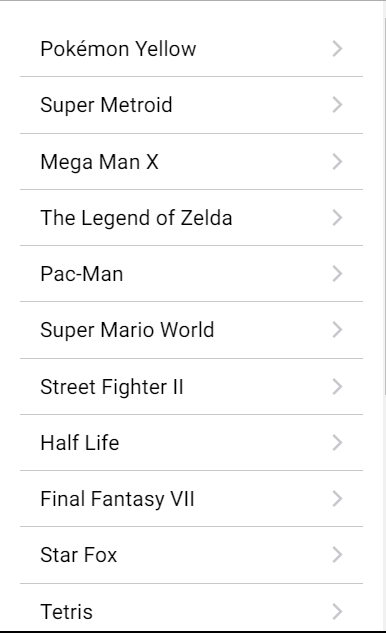 Pokémon Yellow
Super Metroid
Mega Man X
The Legend of Zelda
Pac-Man
Super Mario World
Street Fighter II
Half Life
Final Fantasy VII
Star Fox
Tetris